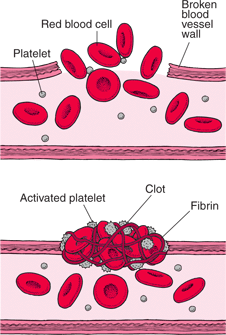 Red blood cell
Broken
blood
vessel
wall
Platelet
Activated platelet
Clot
Fibrin